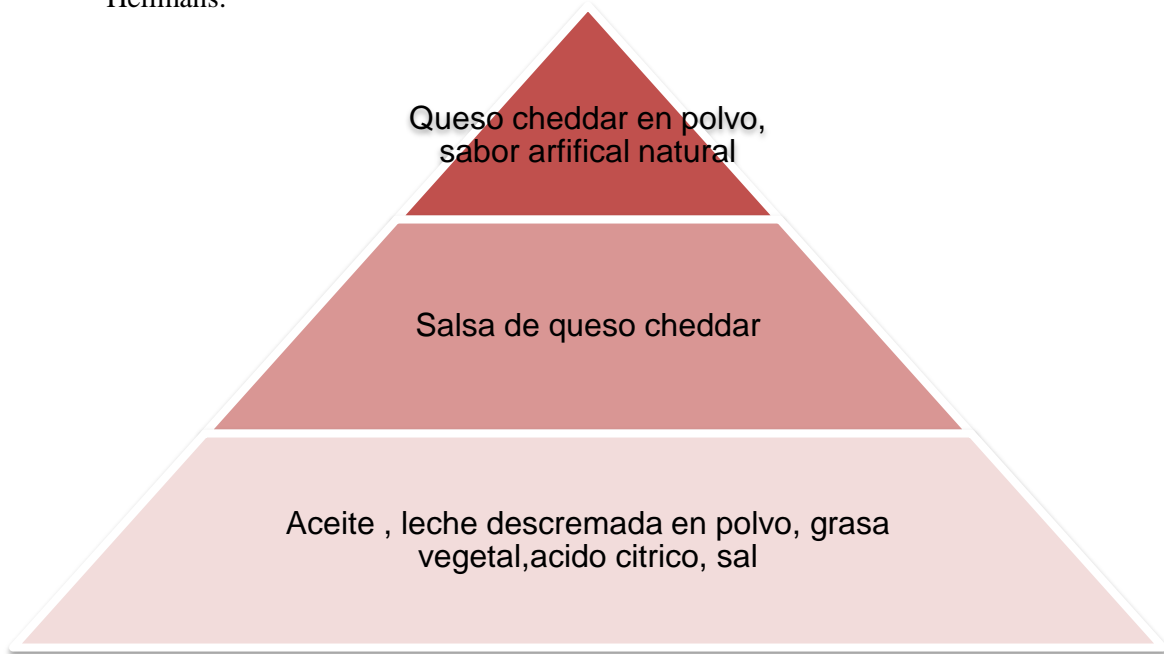 Hellmans.
Queso cheddar en polvo,
sabor arfifical natural
Salsa de queso cheddar
Aceite , leche descremada en polvo, grasa
vegetal,acido citrico, sal